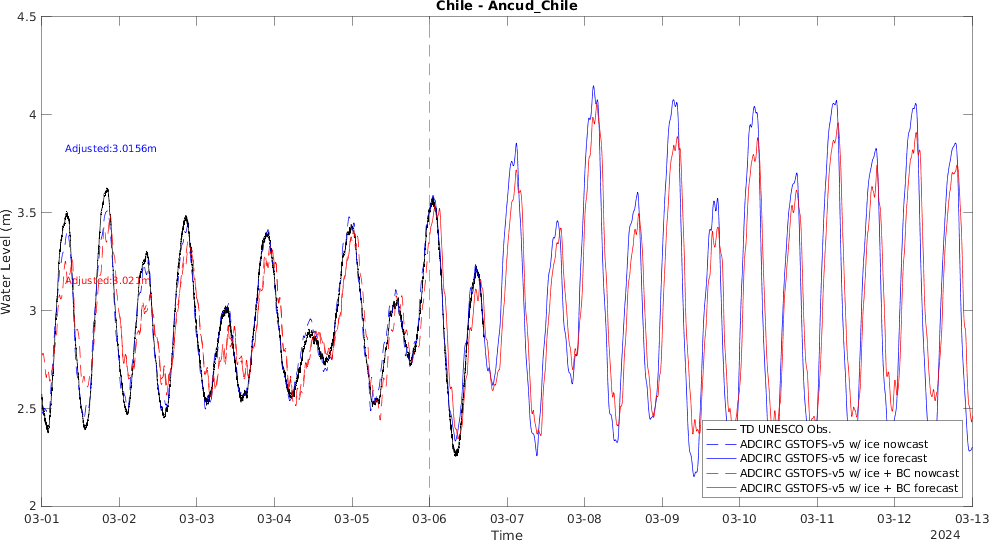 Chile - Ancud_Chile
4.5
4
3.5
3
2.5
2
Water Level (m)
Adjusted:3.0156m
Adjusted:3.021m
TD UNESCO Obs.
ADCIRC GSTOFS-v5 w/ ice nowcast
ADCIRC GSTOFS-v5 w/ ice forecast
ADCIRC GSTOFS-v5 w/ ice + BC nowcast
ADCIRC GSTOFS-v5 w/ ice + BC forecast
03-01 03-02 03-03 03-04 03-05 03-06 03-07 03-08 03-09 03-10 03-11 03-12 03-13
Time
2024